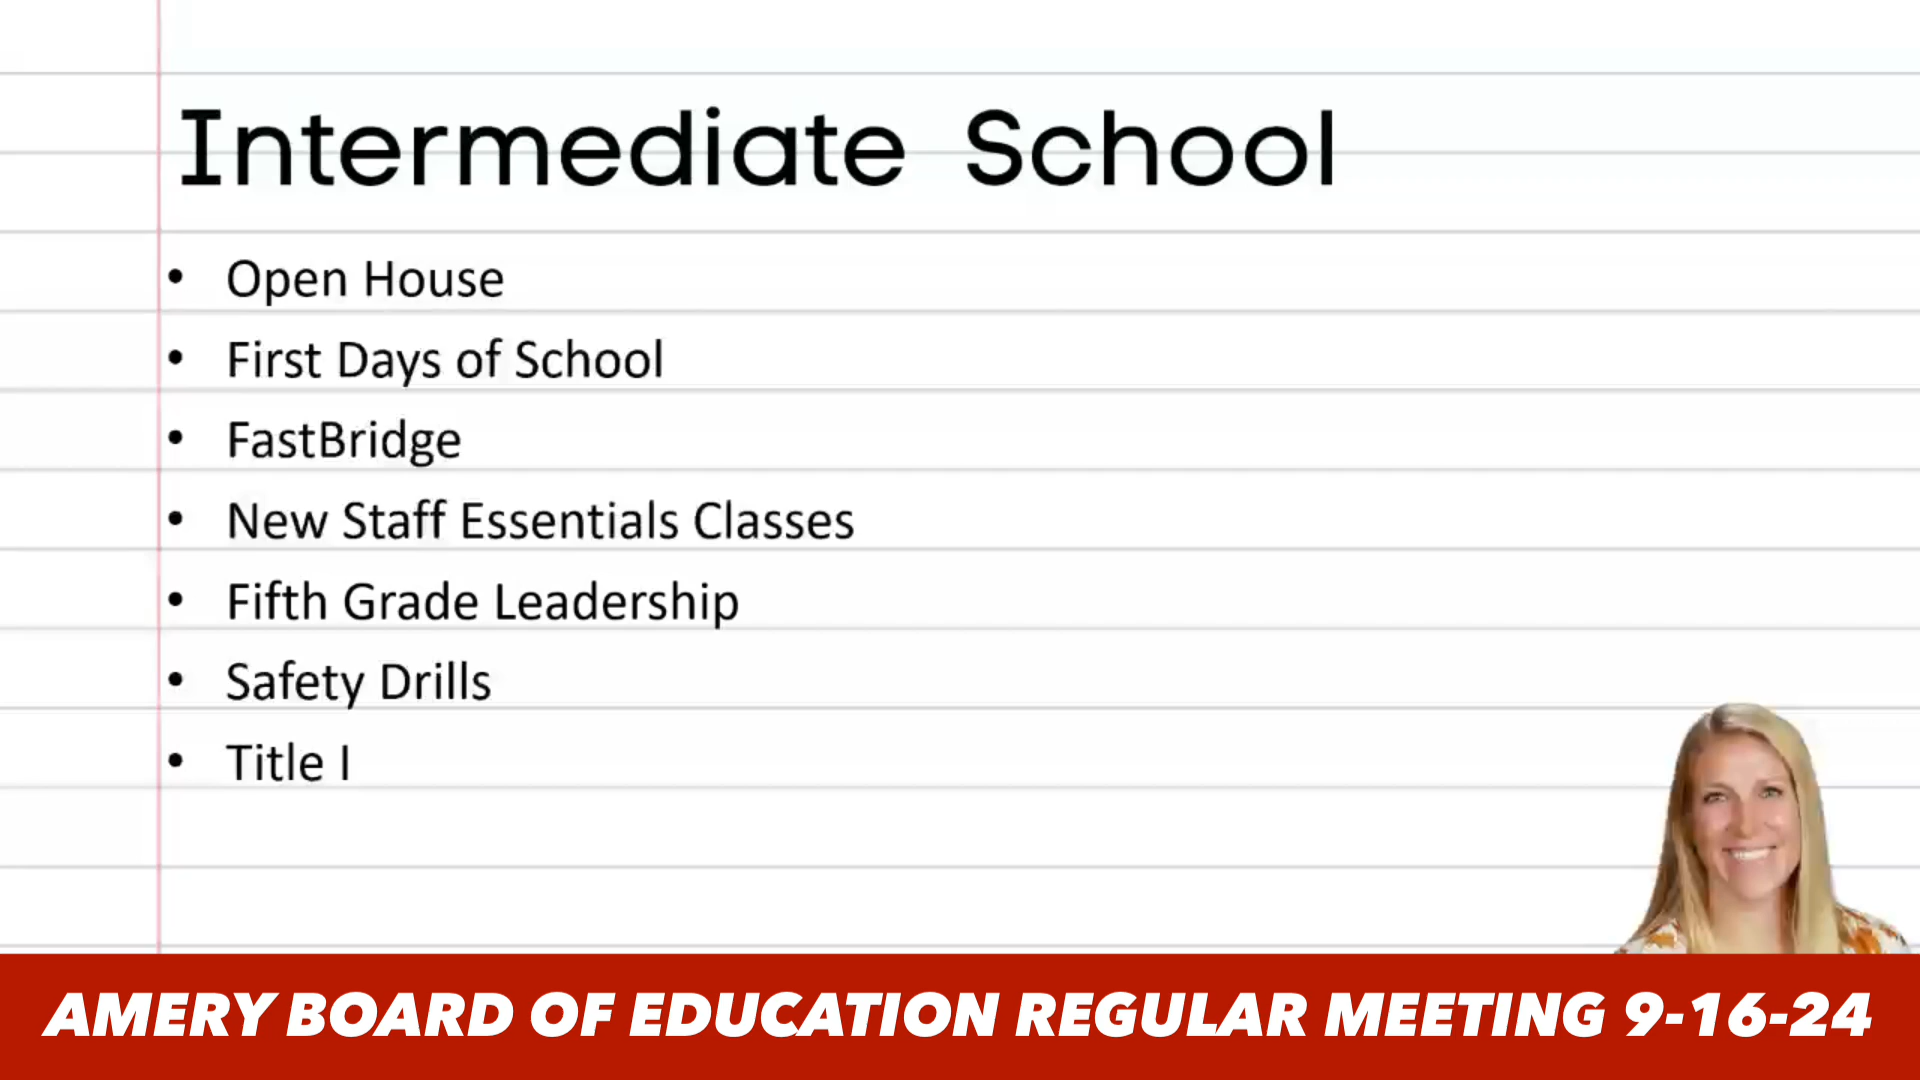 Intermediate School
• Open House
• First Days of School
• FastBridge
• New Staff Essentials Classes
• Fifth Grade Leadership
• Safety Drills
• Title I
AMERY BOARD OF EDUCATION REGULAR MEETING 9-16-24